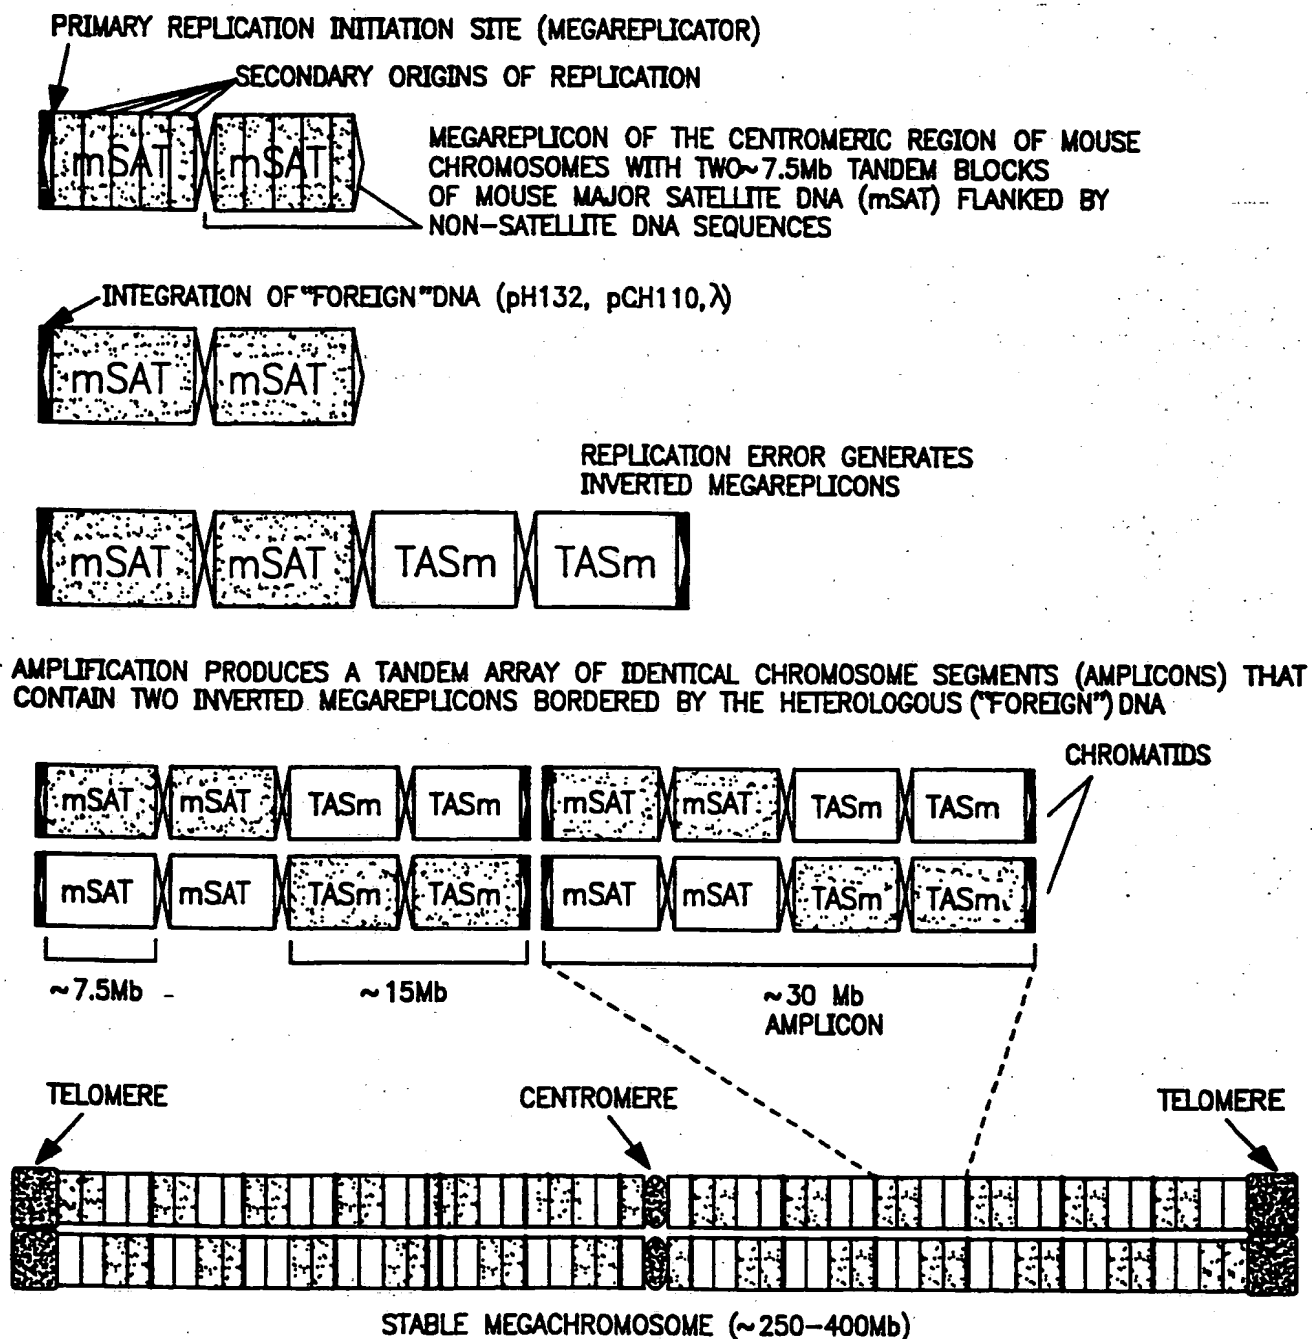 PRIMARY REPLICATION INITIATION SITE (MEGAREPLICATOR)
SECONDARY ORIGINS OF REPLICATION
mSAT mSAT
MEGAREPLICON OF THE CENTROMERIC REGION OF MOUSE
CHROMOSOMES WITH TWO~7.5Mb TANDEM BLOCKS
OF MOUSE MAJOR SATELLITE DNA (mSAT) FLANKED BY
NON-SATELLITE DNA SEQUENCES
INTEGRATION OF "FOREIGN" DNA (pH132, pCH110, λ)
mSAT mSAT
REPLICATION ERROR GENERATES
INVERTED MEGAREPLICONS
mSAT mSAT TASm TASm
AMPLIFICATION PRODUCES A TANDEM ARRAY OF IDENTICAL CHROMOSOME SEGMENTS (AMPLICONS) THAT
CONTAIN TWO INVERTED MEGAREPLICONS BORDERED BY THE HETEROLOGOUS ("FOREIGN") DNA
CHROMATIDS
mSAT mSAT TASm TASm mSAT mSAT TASm TASm
mSAT mSAT TASm TASm mSAT mSAT TASm TASm
~7.5Mb ~15Mb ~30 Mb
AMPLICON
TELOMERE CENTROMERE TELOMERE
STABLE MEGACHROMOSOME (~250-400Mb)